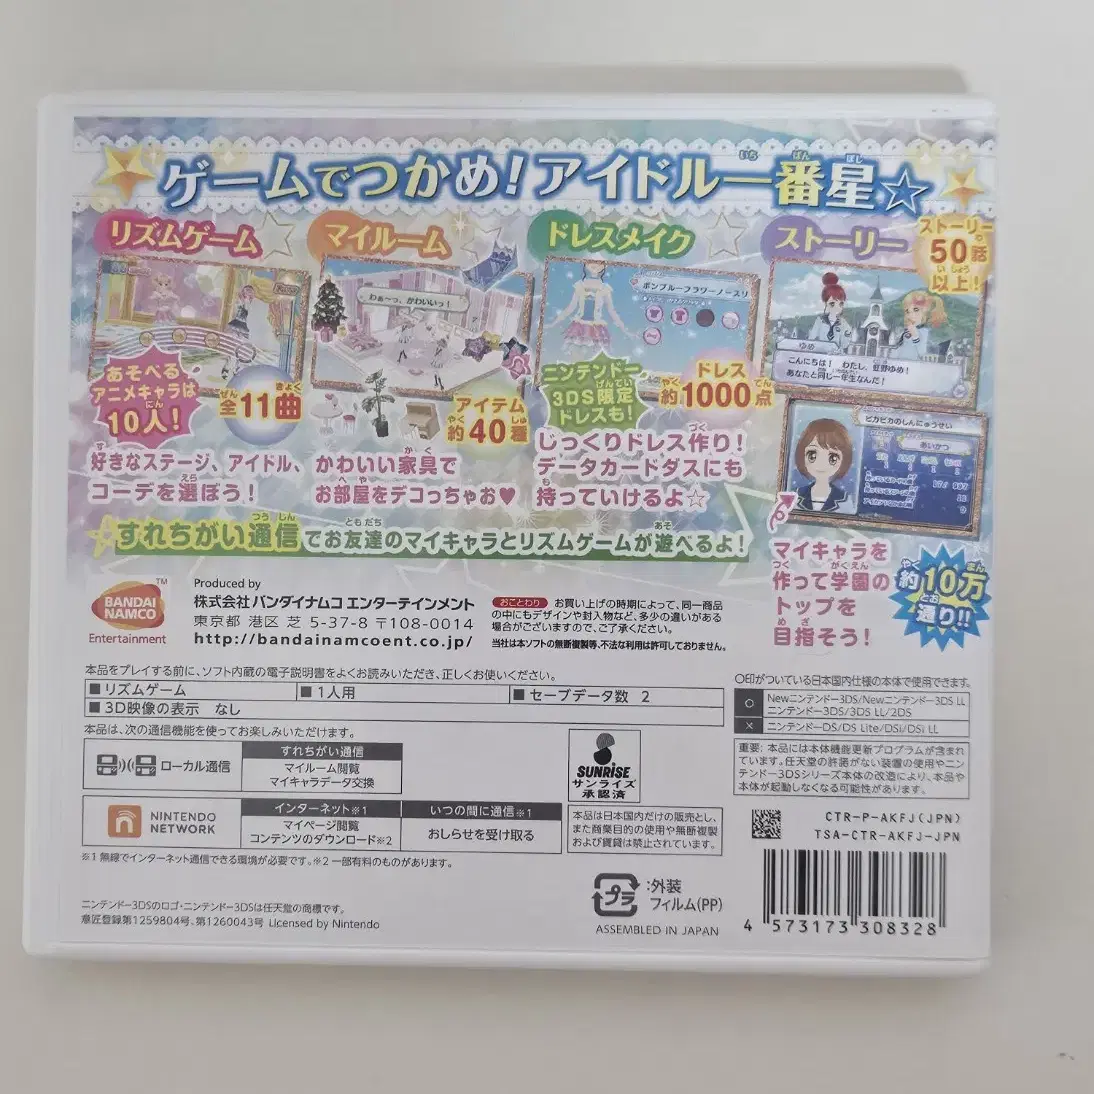 ゲームでつかめ!アイドル一番星☆
いち ばん ぼし
リズムゲーム
マイルーム
ドレスメイク
ストーリー
ストーリー
50話
以上!
わぁ〜っ、かわいいっ!
ポンプルーフラワーノースリ
ゆめ
こんにちは! わたし、虹野ゆめ!
あなたと同じ一年生なんだ!
あそべる
アニメキャラは
10人!
全11曲
アイテム
約40種
ニンテンドー
3DS限定
ドレスも!
ドレス
約1000点
ピカピカのしんにゅうせい
あいかつ
好きなステージ、アイドル、
コーデを選ぼう!
かわいい家具で
お部屋をデコっちゃお♥
じっくりドレス作り!
データカードダスにも
持っていけるよ☆
すれちがい通信でお友達のマイキャラとリズムゲームが遊べるよ!
マイキャラを
作って学園の
トップを
目指そう!
約10万
通り!!
BANDAI
NAMCO
TM
Entertainment
Produced by
株式会社 バンダイナムコ エンターテインメント
東京都 港区 芝 5-37-8 〒108-0014
http://bandainamcoent.co.jp/
おことわり お買い上げの時期によって、同一商品
の中にもデザインや封入物など、多少の違いがある
場合がございますので、ご了承ください。
当社は本ソフトの無断複製等、不法な利用は許可しておりません。
本品をプレイする前に、ソフト内蔵の電子説明書をよくお読みいただき、正しくお使いください。
■ リズムゲーム
■ 1人用
■ セーブデータ数 2
■ 3D映像の表示 なし
本品は、次の通信機能を使ってお楽しみいただけます。
ローカル通信
すれちがい通信
マイルーム閲覧
マイキャラデータ交換
NINTENDO
NETWORK
インターネット※1
マイページ閲覧
コンテンツのダウンロード※2
いつの間に通信※1
おしらせを受け取る
※1 無線でインターネット通信できる環境が必要です。※2 一部有料のものがあります。
SUNRISE
サンライズ
承認済
本品は日本国内だけの販売とし、
また商業目的の使用や無断複製
および賃貸は禁止されています。
○印がついている日本国内仕様の本体で使用できます。
○
Newニンテンドー3DS/Newニンテンドー3DS LL
ニンテンドー3DS/3DS LL/2DS
×
ニンテンドーDS/DS Lite/DSi/DSi LL
重要: 本品には本体機能更新プログラムが含まれ
ています。任天堂の許諾がない装置の使用やニン
テンドー3DSシリーズ本体の改造により、本品や
本体が起動しなくなる可能性があります。
CTR-P-AKFJ(JPN)
TSA-CTR-AKFJ-JPN
4 573173 308328
プラ
:外装
フィルム(PP)
ASSEMBLED IN JAPAN
ニンテンドー3DSのロゴ・ニンテンドー3DSは任天堂の商標です。
意匠登録第1259804号、第1260043号 Licensed by Nintendo